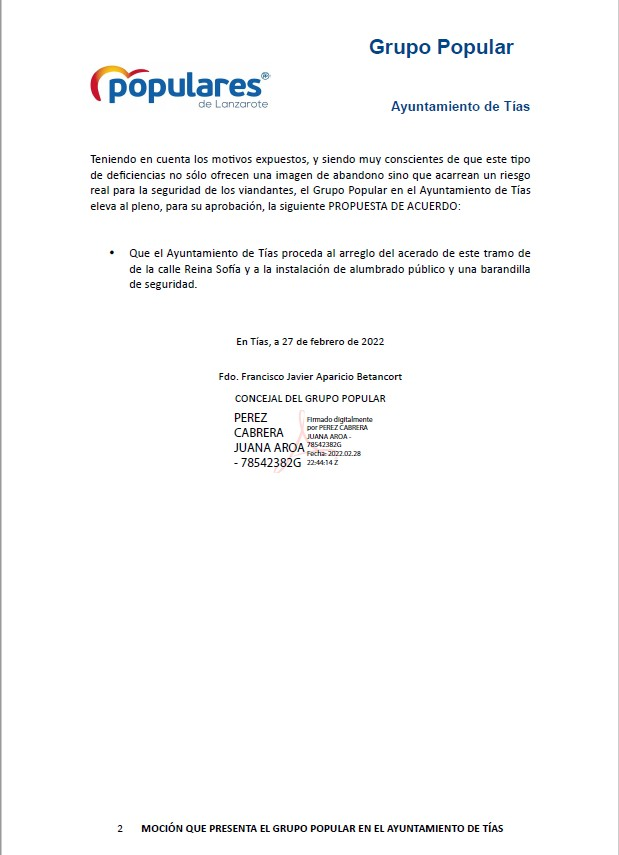 Grupo Popular
populares®
de Lanzarote
Ayuntamiento de Tías
Teniendo en cuenta los motivos expuestos, y siendo muy conscientes de que este tipo
de deficiencias no sólo ofrecen una imagen de abandono sino que acarrean un riesgo
real para la seguridad de los viandantes, el Grupo Popular en el Ayuntamiento de Tías
eleva al pleno, para su aprobación, la siguiente PROPUESTA DE ACUERDO:
• Que el Ayuntamiento de Tías proceda al arreglo del acerado de este tramo de
de la calle Reina Sofía y a la instalación de alumbrado público y una barandilla
de seguridad.
En Tías, a 27 de febrero de 2022
Fdo. Francisco Javier Aparicio Betancort
CONCEJAL DEL GRUPO POPULAR
PEREZ
CABRERA
JUANA AROA
- 78542382G
Firmado digitalmente
por PEREZ CABRERA
JUANA AROA -
78542382G
Fecha: 2022.02.28
22:44:14 Z
2 MOCIÓN QUE PRESENTA EL GRUPO POPULAR EN EL AYUNTAMIENTO DE TÍAS